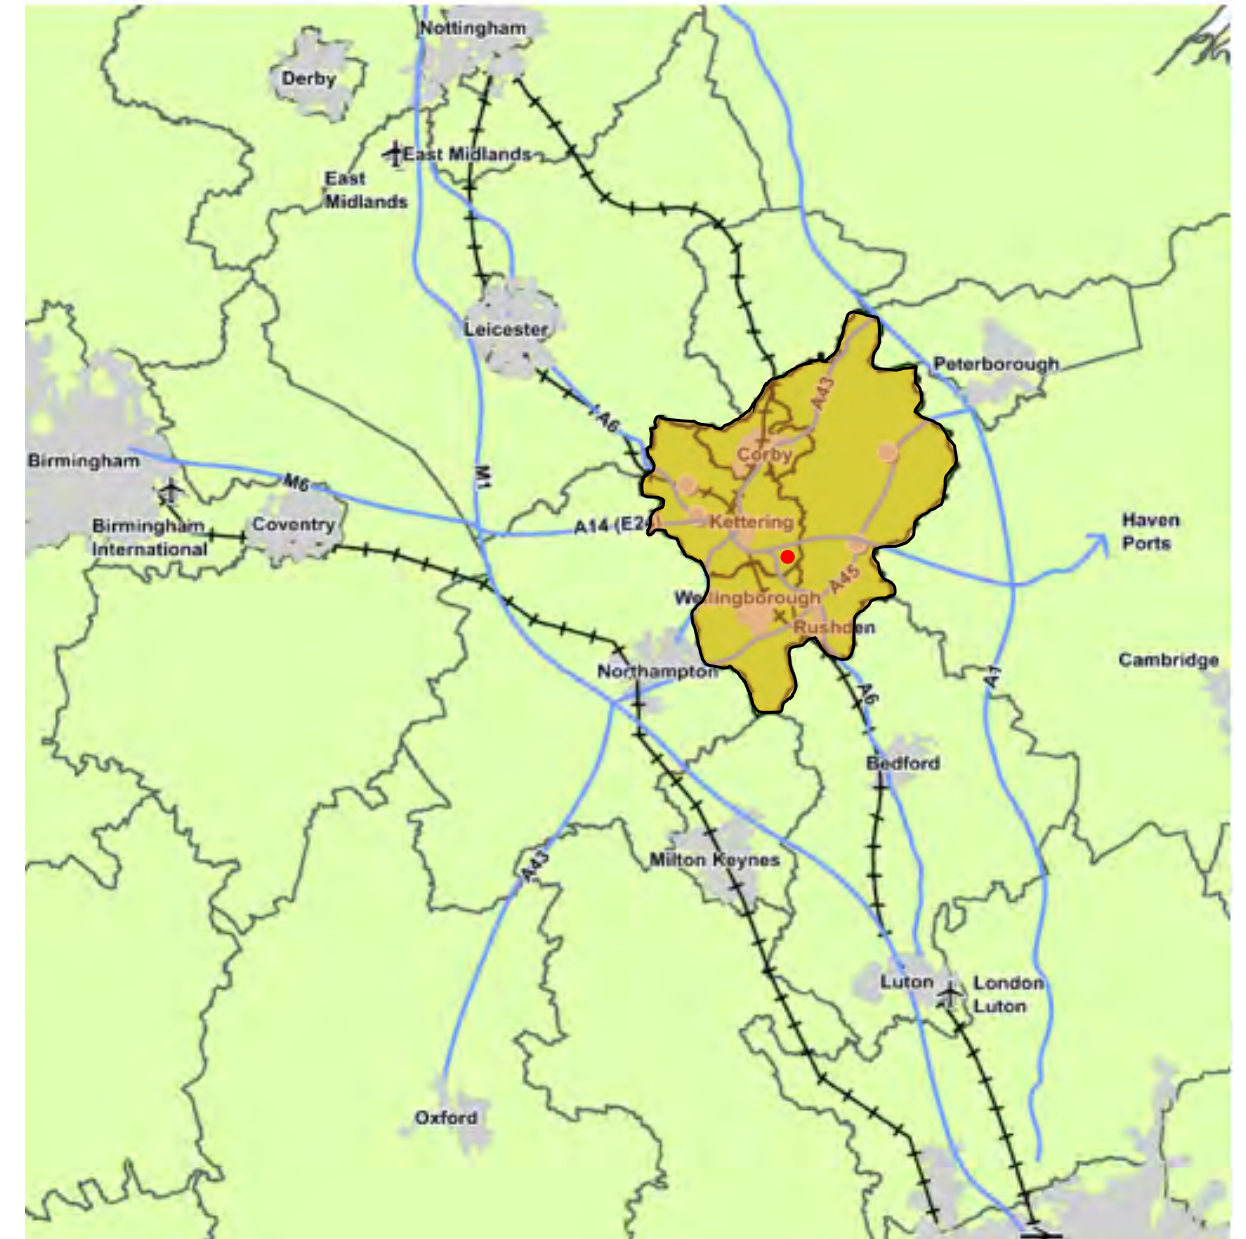 Nottingham
Derby
East Midlands
East
Midlands
Leicester
Peterborough
A43
A6
Corby
Birmingham
M6
M1
Birmingham
International
Coventry
A14 (E24
Kettering
Haven
Ports
A45
Wellingborough
Rushden
Northampton
A6
A1
Cambridge
Bedford
Milton Keynes
A43
Luton
London
Luton
Oxford